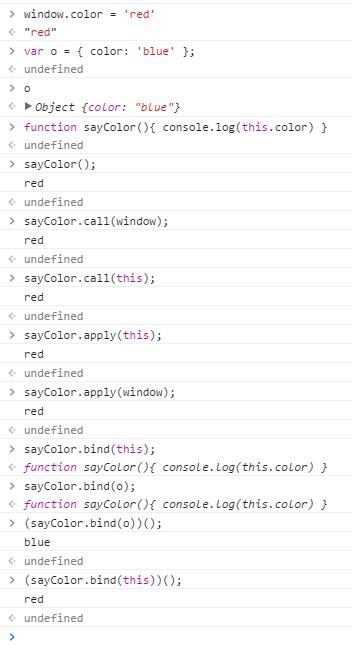 > window.color = 'red'
<· "red"
> var o = { color: 'blue' };
<· undefined
> o
<· ▶ Object {color: "blue"}
> function sayColor(){ console.log(this.color) }
<· undefined
> sayColor();
red
<· undefined
> sayColor.call(window);
red
<· undefined
> sayColor.call(this);
red
<· undefined
> sayColor.apply(this);
red
<· undefined
> sayColor.apply(window);
red
<· undefined
> sayColor.bind(this);
<· function sayColor(){ console.log(this.color) }
> sayColor.bind(o);
<· function sayColor(){ console.log(this.color) }
> (sayColor.bind(o))();
blue
<· undefined
> (sayColor.bind(this))();
red
<· undefined
>